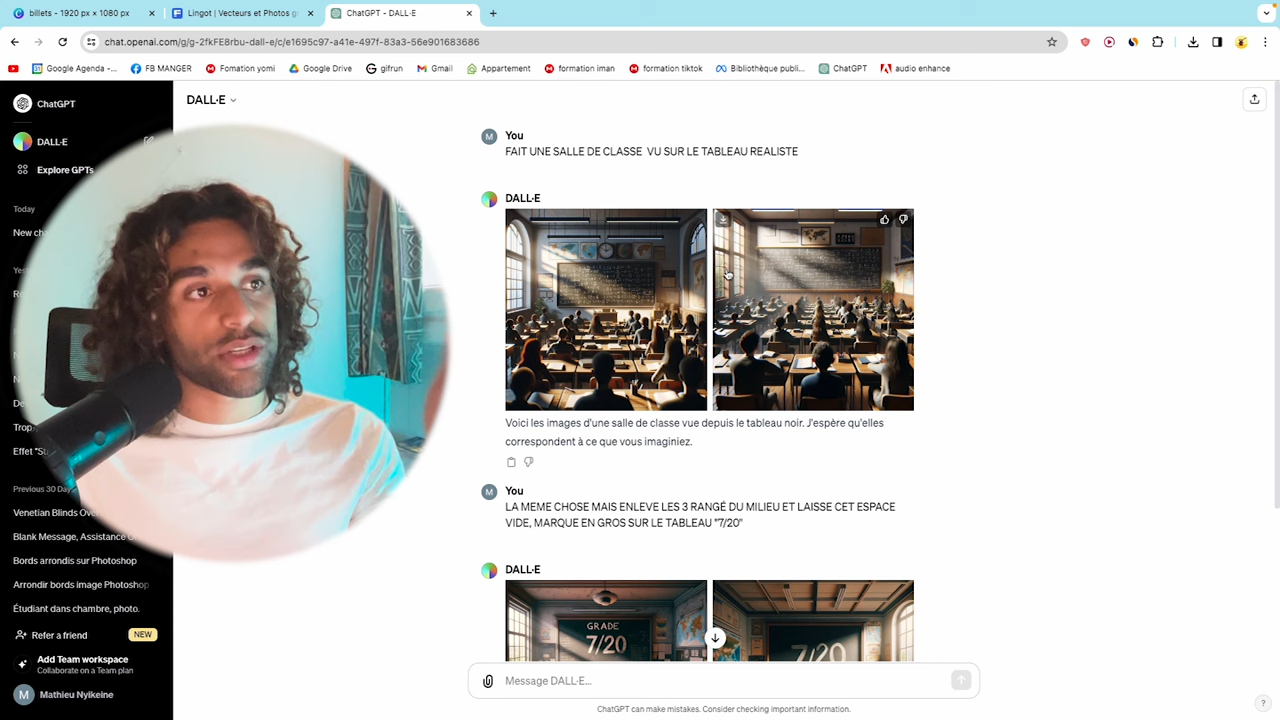 billets - 1920 px × 1080 px
Lingot | Vecteurs et Photos gr
ChatGPT - DALL·E
chat.openai.com/g/g-2fkFE8rbu-dall-e/c/e1695c97-a41e-497f-83a3-56e901683686
Google Agenda -... FB MANGER Fomation yomi Google Drive gifrun Gmail Appartement formation iman formation tiktok Bibliothèque publi... ChatGPT audio enhance
ChatGPT
DALL·E
Explore GPTs
Today
New ch
Ye
Re
N
N
De
Trop
Effet "St
Previous 30 Day
Venetian Blinds Ove
Blank Message, Assistance O
Bords arrondis sur Photoshop
Arrondir bords image Photoshop
Étudiant dans chambre, photo.
Refer a friend NEW
Add Team workspace
Collaborate on a Team plan
M Mathieu Nyikeine
DALL·E
M You
FAIT UNE SALLE DE CLASSE VU SUR LE TABLEAU REALISTE
DALL·E
Voici les images d'une salle de classe vue depuis le tableau noir. J'espère qu'elles
correspondent à ce que vous imaginiez.
M You
LA MEME CHOSE MAIS ENLEVE LES 3 RANGÉ DU MILIEU ET LAISSE CET ESPACE
VIDE, MARQUE EN GROS SUR LE TABLEAU "7/20"
DALL·E
GRADE
7/20
7/20
Message DALL·E...
ChatGPT can make mistakes. Consider checking important information.
?